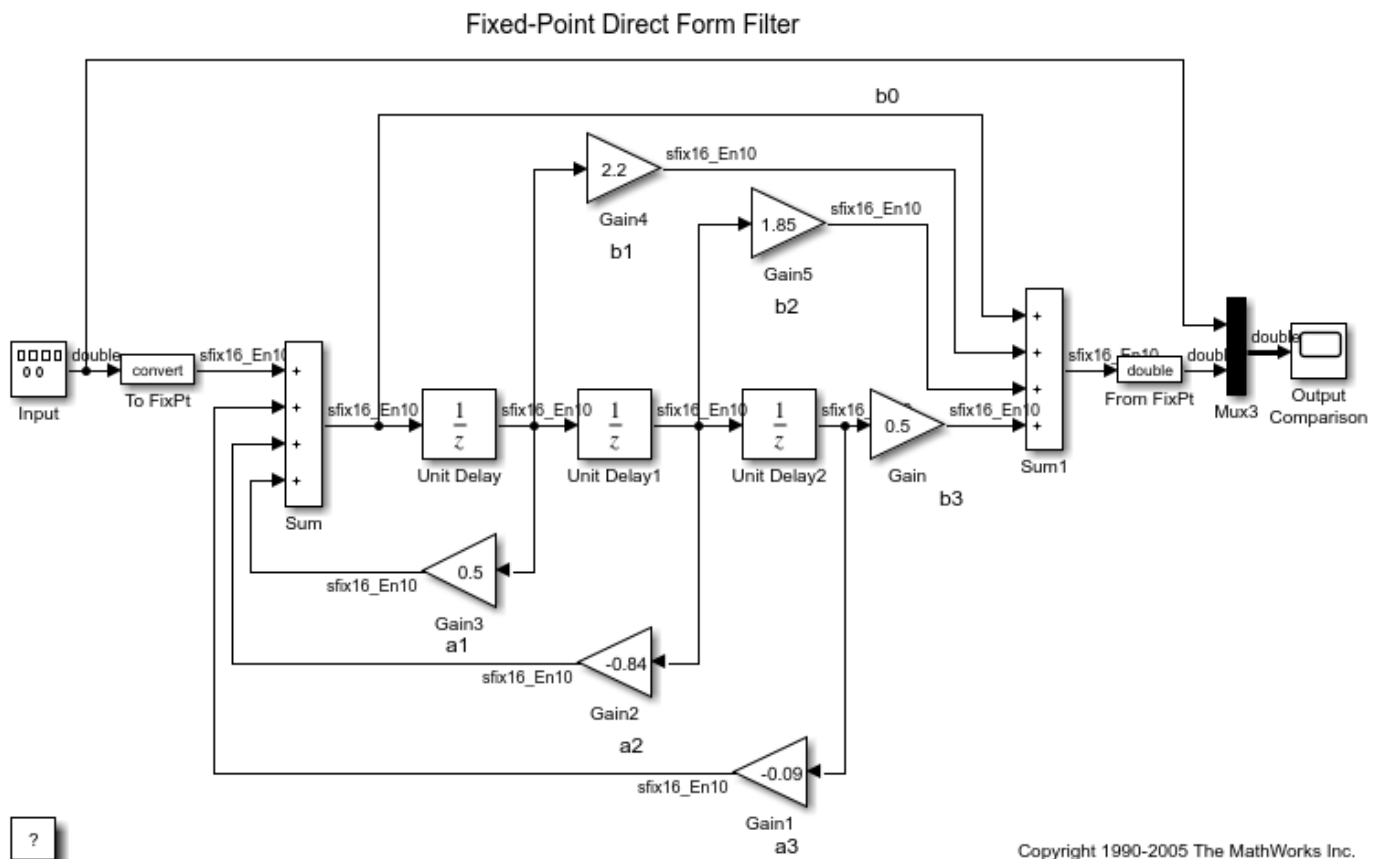 Fixed-Point Direct Form Filter
b0
2.2
sfix16_En10
Gain4
b1
1.85
sfix16_En10
Gain5
b2
Input
double
convert
To FixPt
sfix16_En10
+
+
+
+
Sum
sfix16_En10
1
z
Unit Delay
sfix16_En10
1
z
Unit Delay1
sfix16_En10
1
z
Unit Delay2
0.5
Gain
b3
sfix16_En10
+
+
+
+
Sum1
sfix16_En10
double
From FixPt
Mux3
double
Output
Comparison
0.5
sfix16_En10
Gain3
a1
-0.84
sfix16_En10
Gain2
a2
-0.09
sfix16_En10
Gain1
a3
?
Copyright 1990-2005 The MathWorks Inc.